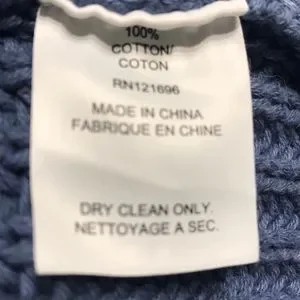 100%
COTTON/
COTON
RN121696
MADE IN CHINA
FABRIQUE EN CHINE
DRY CLEAN ONLY.
NETTOYAGE A SEC.